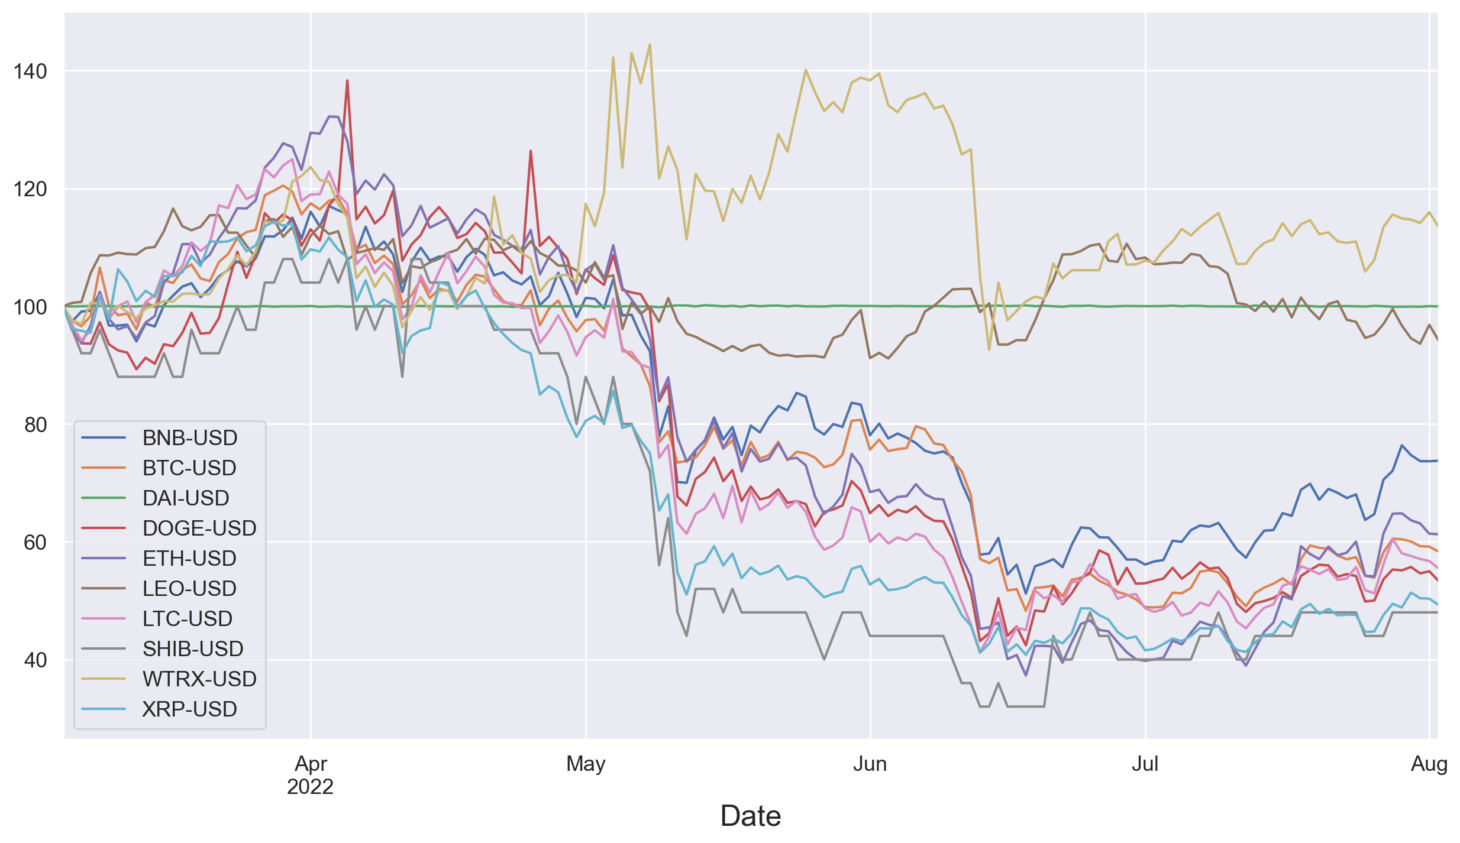 140
120
100
80
60
40
BNB-USD
BTC-USD
DAI-USD
DOGE-USD
ETH-USD
LEO-USD
LTC-USD
SHIB-USD
WTRX-USD
XRP-USD
Apr May Jun Jul Aug
2022
Date